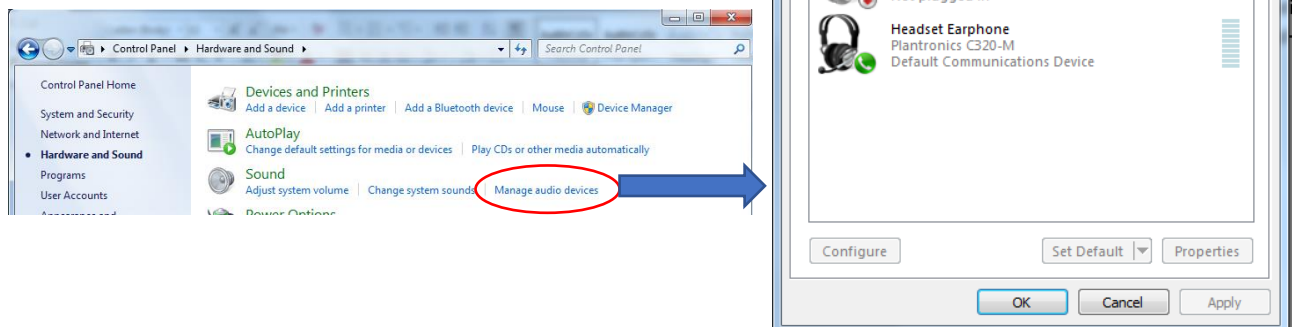 Control Panel ▸ Hardware and Sound ▸
Search Control Panel
Control Panel Home
System and Security
Network and Internet
Hardware and Sound
Programs
User Accounts
Devices and Printers
Add a device | Add a printer | Add a Bluetooth device | Mouse | Device Manager
AutoPlay
Change default settings for media or devices | Play CDs or other media automatically
Sound
Adjust system volume | Change system sounds | Manage audio devices
Power Options
Headset Earphone
Plantronics C320-M
Default Communications Device
Configure
Set Default
Properties
OK
Cancel
Apply